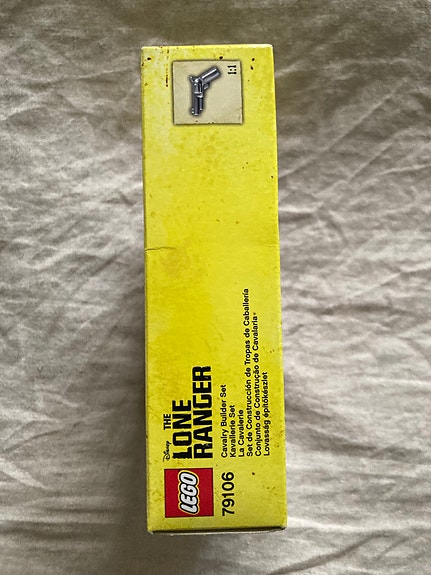 LEGO
Disney
THE
LONE
RANGER
79106
Cavalry Builder Set
Kavallerie Set
La Cavalerie
Set de Construcción de Tropas de Caballería
Conjunto de Construção de Cavalaria*
Lovasság építőkészlet
1:1